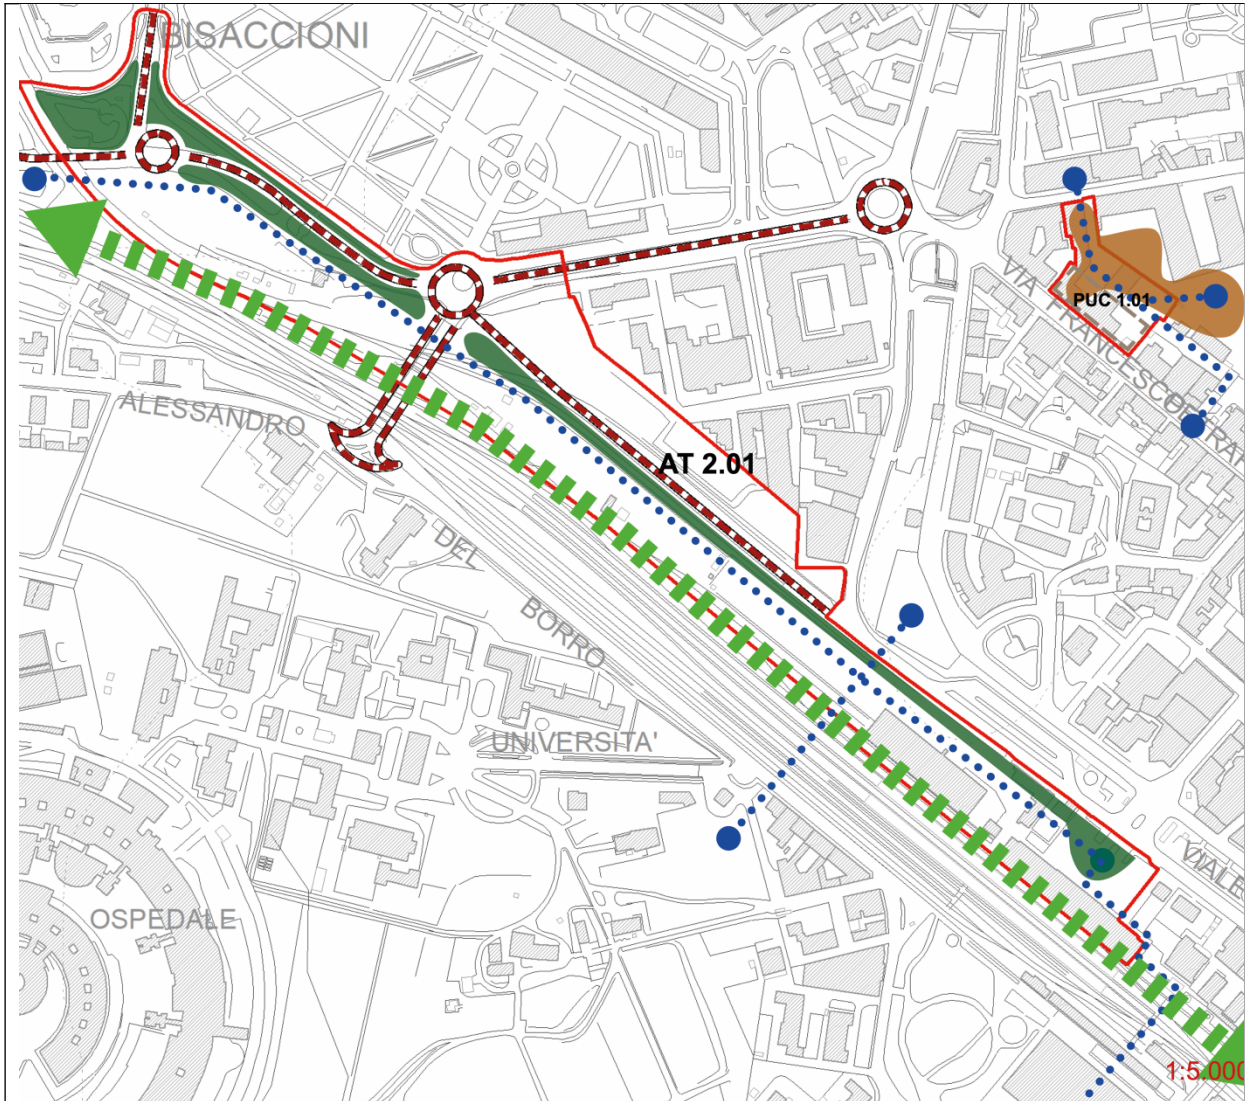 BISACCIONI
PUC 1.01
VIA FRANCESCO
ALESSANDRO
AT 2.01
DEL
BORRO
UNIVERSITA'
VIALE
OSPEDALE
1:5.000